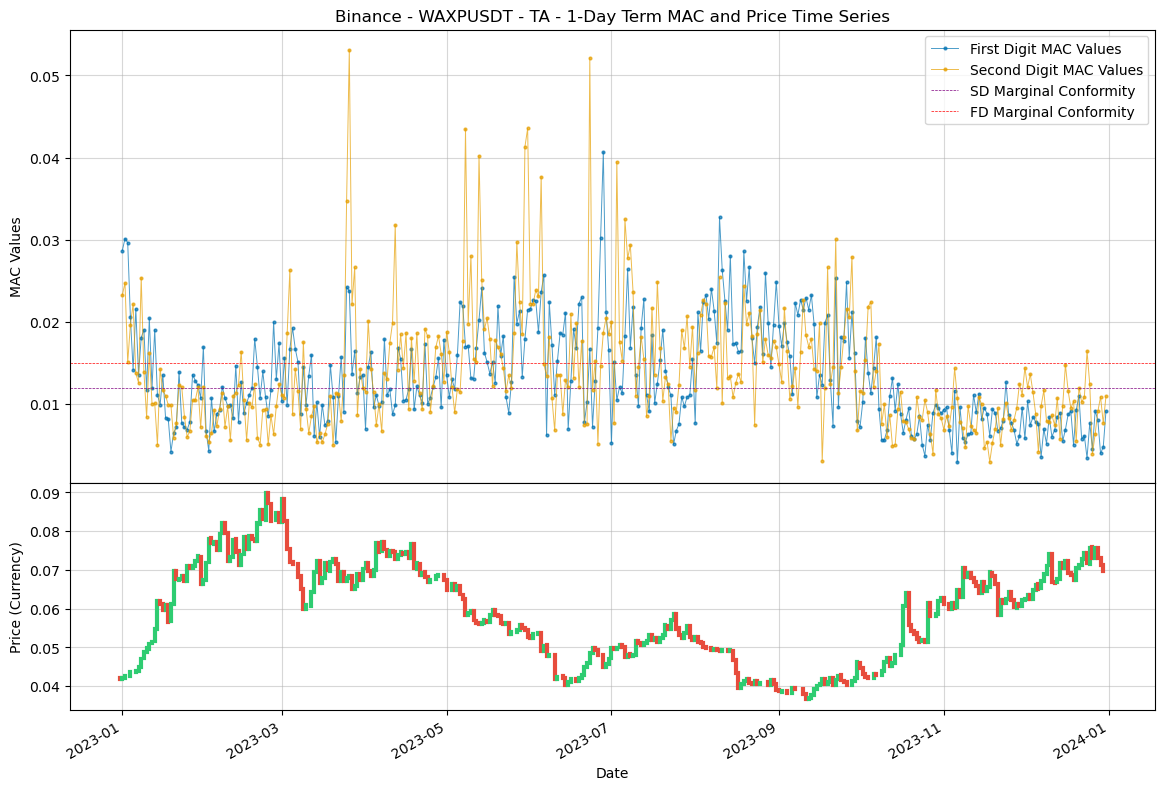 Binance - WAXPUSDT - TA - 1-Day Term MAC and Price Time Series
First Digit MAC Values
Second Digit MAC Values
SD Marginal Conformity
FD Marginal Conformity
MAC Values
0.05
0.04
0.03
0.02
0.01
Price (Currency)
0.09
0.08
0.07
0.06
0.05
0.04
2023-01
2023-03
2023-05
2023-07
2023-09
2023-11
2024-01
Date